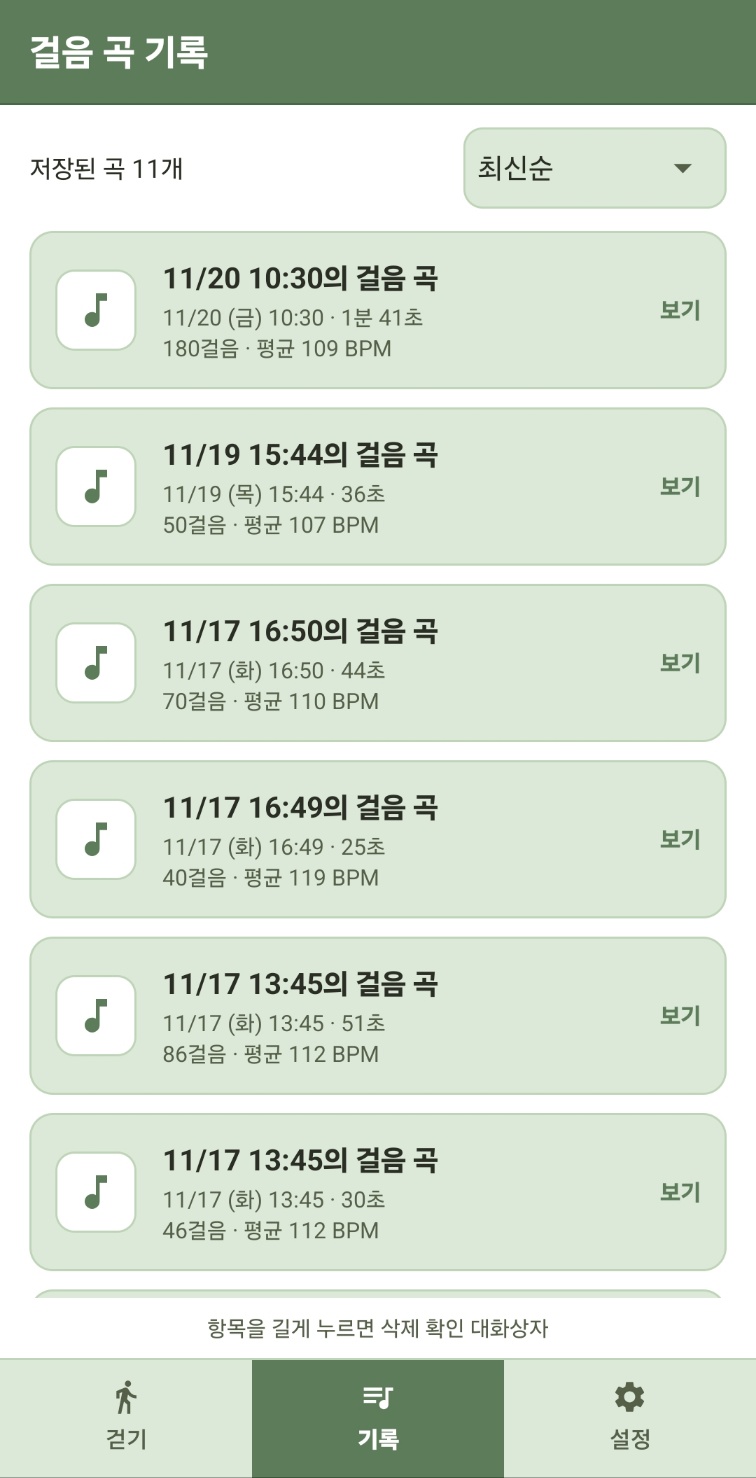 걸음 곡 기록
저장된 곡 11개
최신순
11/20 10:30의 걸음 곡
11/20 (금) 10:30 · 1분 41초
180걸음 · 평균 109 BPM
보기
11/19 15:44의 걸음 곡
11/19 (목) 15:44 · 36초
50걸음 · 평균 107 BPM
보기
11/17 16:50의 걸음 곡
11/17 (화) 16:50 · 44초
70걸음 · 평균 110 BPM
보기
11/17 16:49의 걸음 곡
11/17 (화) 16:49 · 25초
40걸음 · 평균 119 BPM
보기
11/17 13:45의 걸음 곡
11/17 (화) 13:45 · 51초
86걸음 · 평균 112 BPM
보기
11/17 13:45의 걸음 곡
11/17 (화) 13:45 · 30초
46걸음 · 평균 112 BPM
보기
항목을 길게 누르면 삭제 확인 대화상자
걷기
기록
설정